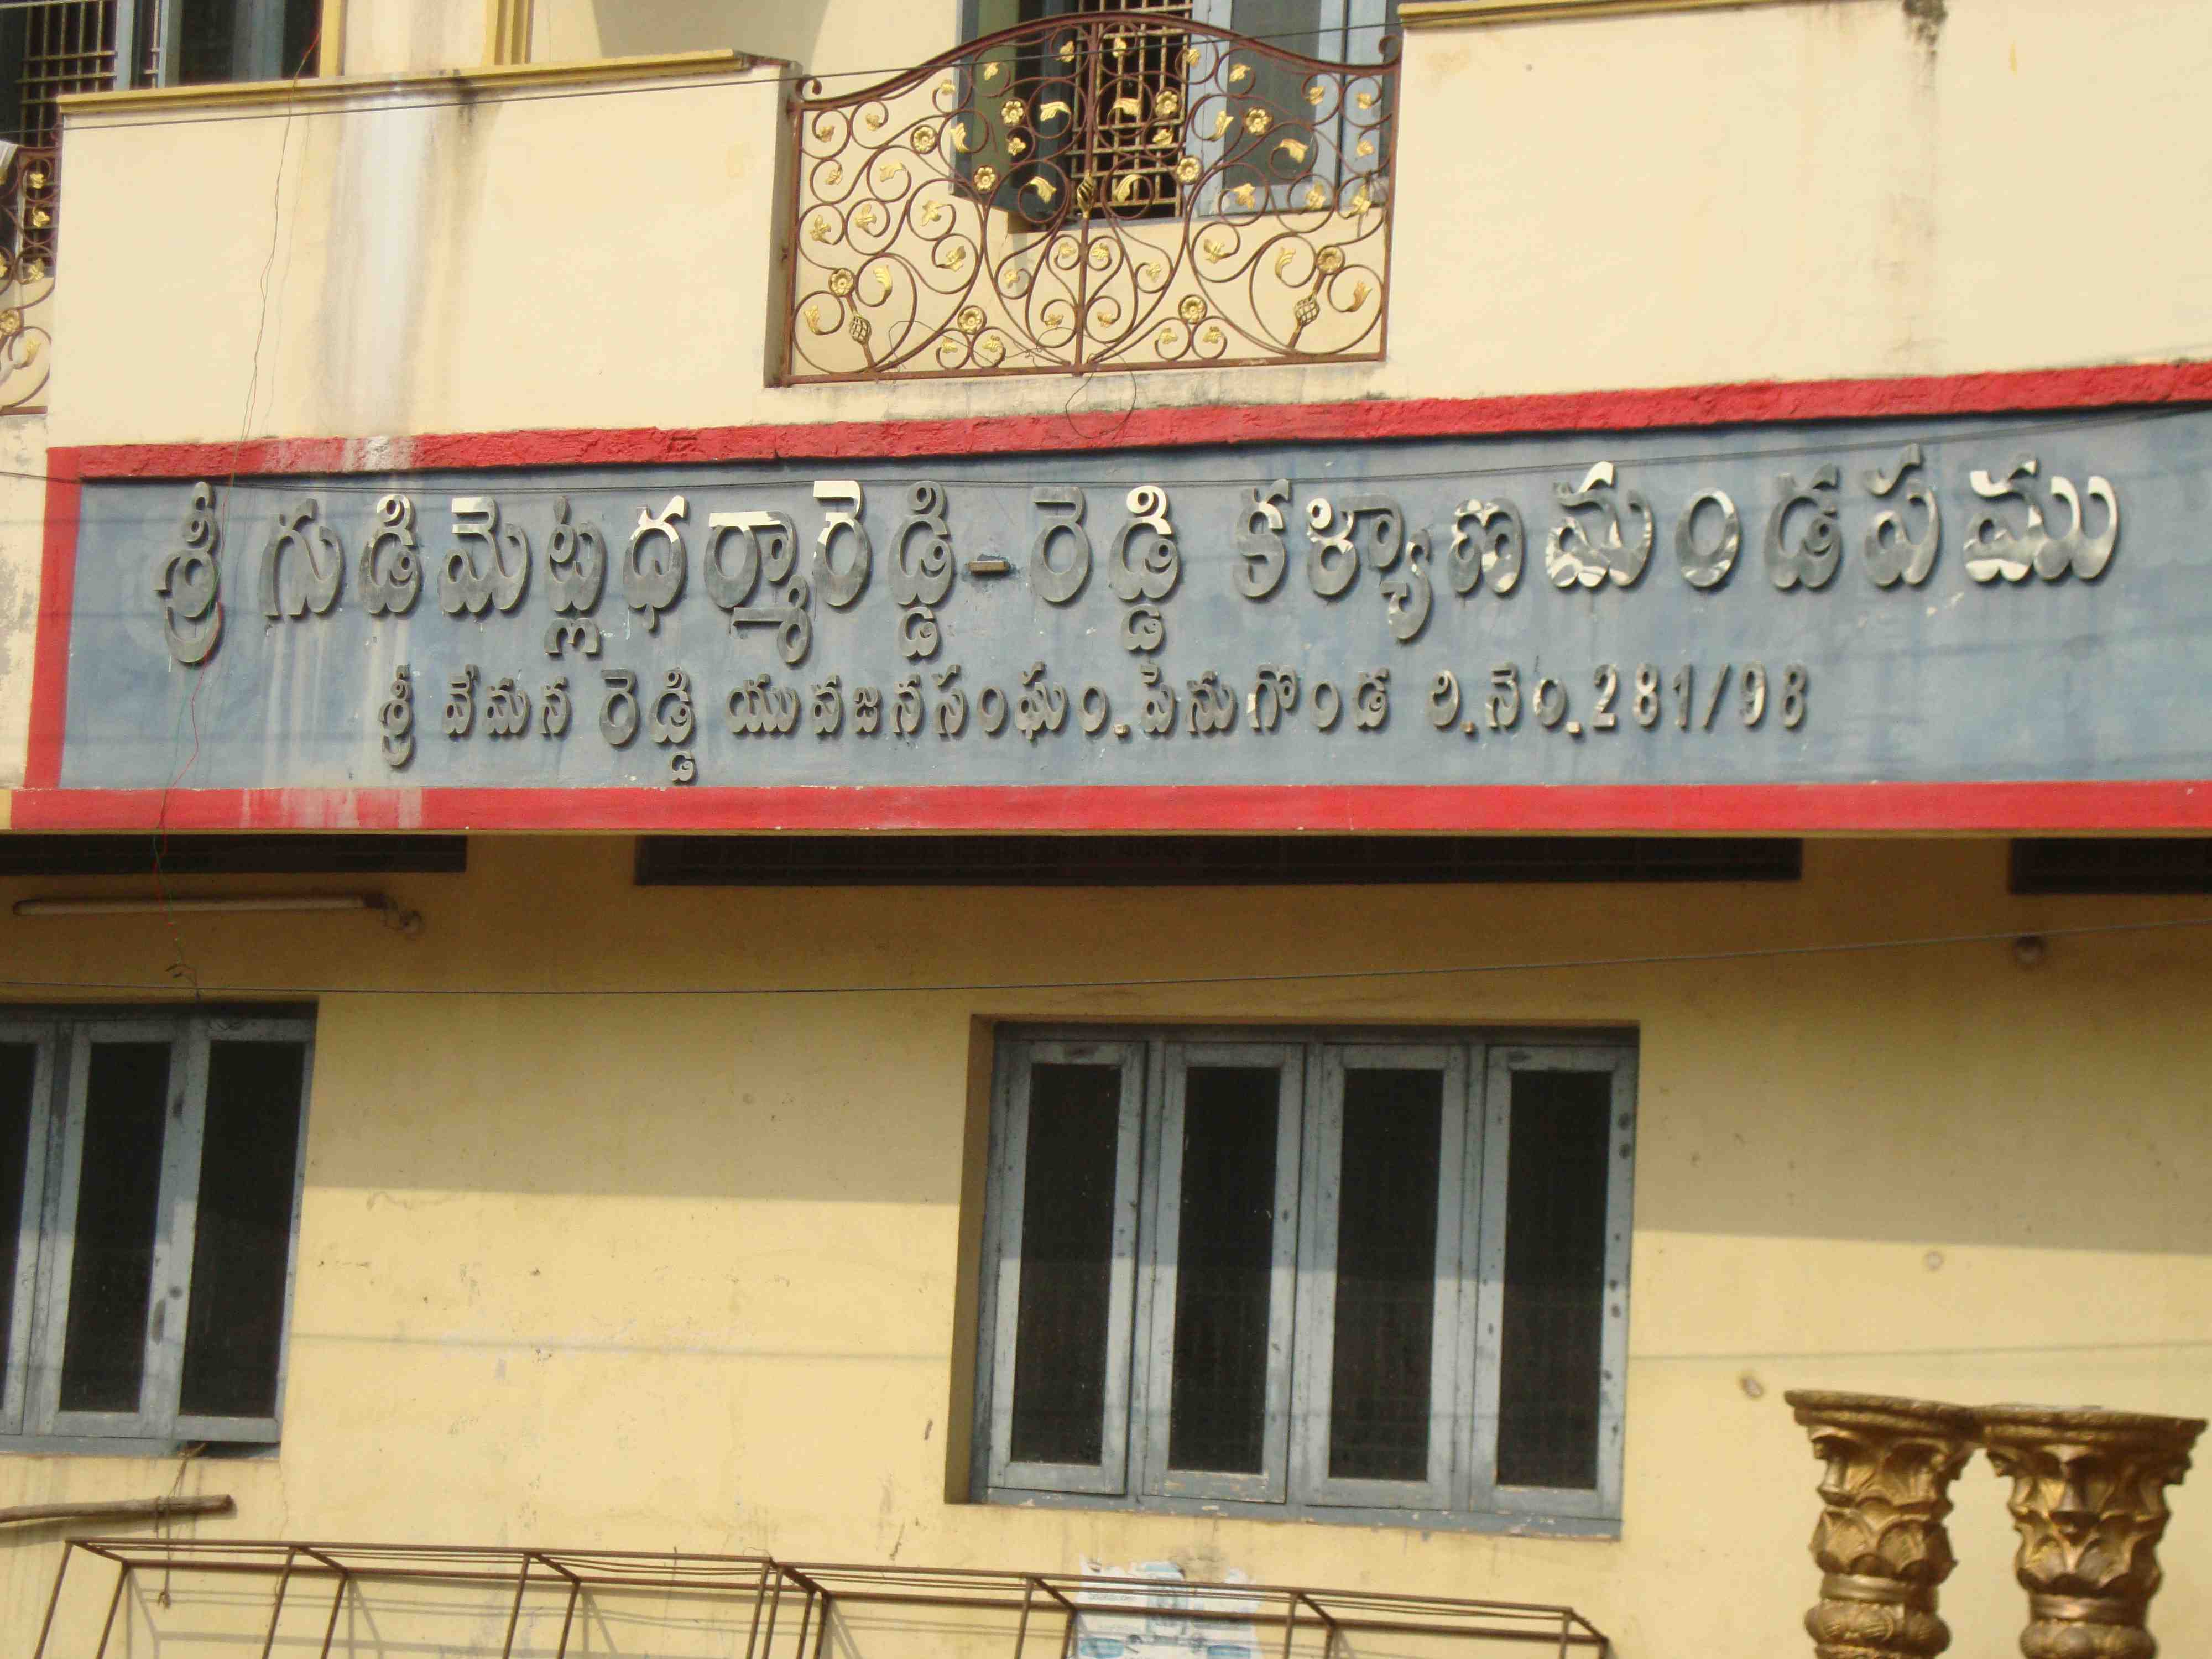 శ్రీ గుడిమెట్లధర్మారెడ్డి-రెడ్డి కళ్యాణమండపము
శ్రీ వేమన రెడ్డి యువజనసంఘం.పెనుగొండ రి.నెం.281/98